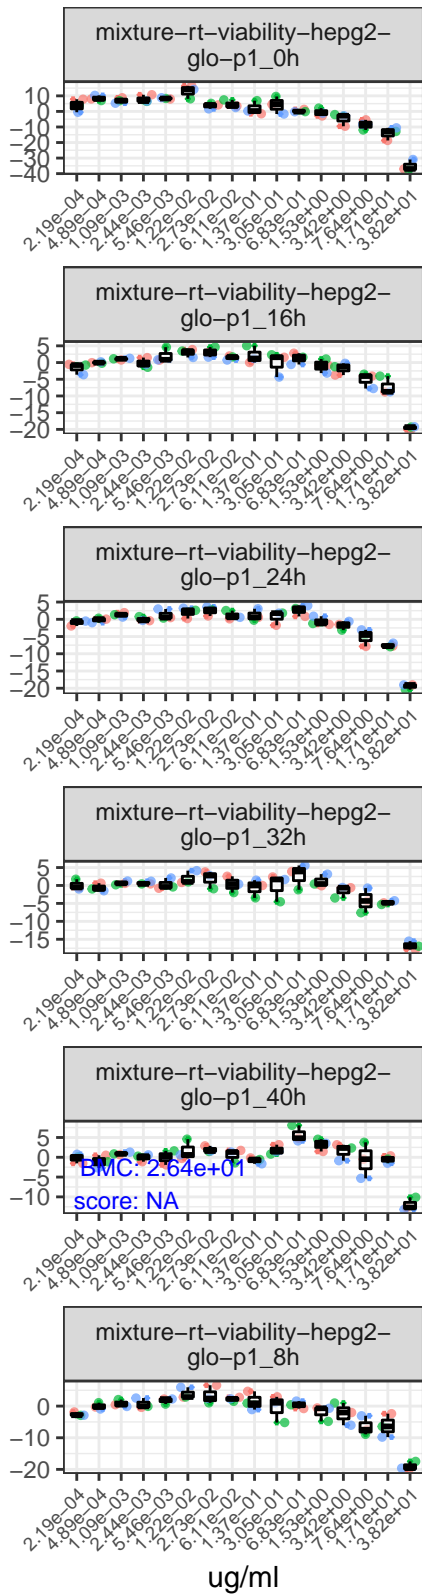 mixture−rt−viability−hepg2−
glo−p1_0h
10
0
−10
−20
−30
−40
2.19e−04
4.89e−04
1.09e−03
2.44e−03
5.46e−03
1.22e−02
2.73e−02
6.11e−02
1.37e−01
3.05e−01
6.83e−01
1.53e+00
3.42e+00
7.64e+00
1.71e+01
3.82e+01
mixture−rt−viability−hepg2−
glo−p1_16h
5
0
−5
−10
−15
−20
2.19e−04
4.89e−04
1.09e−03
2.44e−03
5.46e−03
1.22e−02
2.73e−02
6.11e−02
1.37e−01
3.05e−01
6.83e−01
1.53e+00
3.42e+00
7.64e+00
1.71e+01
3.82e+01
mixture−rt−viability−hepg2−
glo−p1_24h
5
0
−5
−10
−15
−20
2.19e−04
4.89e−04
1.09e−03
2.44e−03
5.46e−03
1.22e−02
2.73e−02
6.11e−02
1.37e−01
3.05e−01
6.83e−01
1.53e+00
3.42e+00
7.64e+00
1.71e+01
3.82e+01
mixture−rt−viability−hepg2−
glo−p1_32h
5
0
−5
−10
−15
2.19e−04
4.89e−04
1.09e−03
2.44e−03
5.46e−03
1.22e−02
2.73e−02
6.11e−02
1.37e−01
3.05e−01
6.83e−01
1.53e+00
3.42e+00
7.64e+00
1.71e+01
3.82e+01
mixture−rt−viability−hepg2−
glo−p1_40h
5
0
−5
−10
BMC: 2.64e+01
score: NA
2.19e−04
4.89e−04
1.09e−03
2.44e−03
5.46e−03
1.22e−02
2.73e−02
6.11e−02
1.37e−01
3.05e−01
6.83e−01
1.53e+00
3.42e+00
7.64e+00
1.71e+01
3.82e+01
mixture−rt−viability−hepg2−
glo−p1_8h
0
−10
−20
2.19e−04
4.89e−04
1.09e−03
2.44e−03
5.46e−03
1.22e−02
2.73e−02
6.11e−02
1.37e−01
3.05e−01
6.83e−01
1.53e+00
3.42e+00
7.64e+00
1.71e+01
3.82e+01
ug/ml